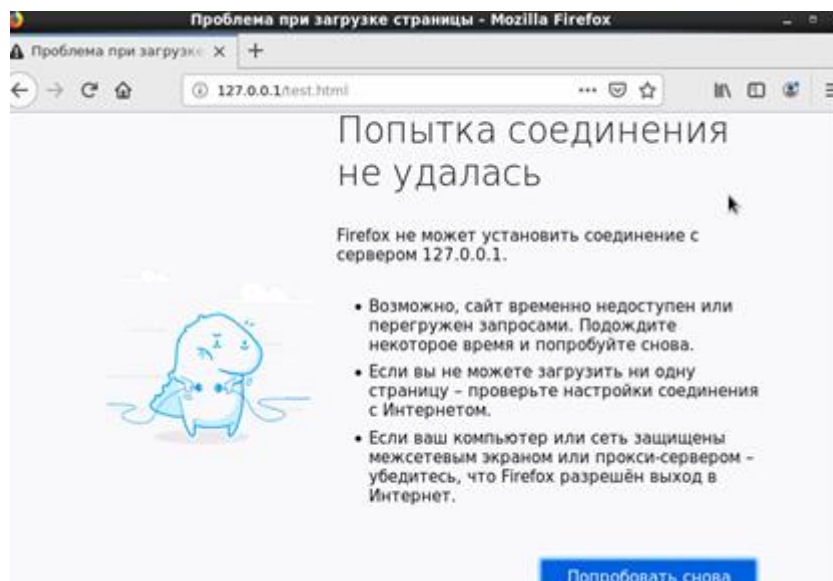 Проблема при загрузке страницы - Mozilla Firefox
Проблема при загрузке
127.0.0.1/test.html
Попытка соединения
не удалась
Firefox не может установить соединение с
сервером 127.0.0.1.
• Возможно, сайт временно недоступен или
перегружен запросами. Подождите
некоторое время и попробуйте снова.
• Если вы не можете загрузить ни одну
страницу – проверьте настройки соединения
с Интернетом.
• Если ваш компьютер или сеть защищены
межсетевым экраном или прокси-сервером –
убедитесь, что Firefox разрешён выход в
Интернет.
Попробовать снова